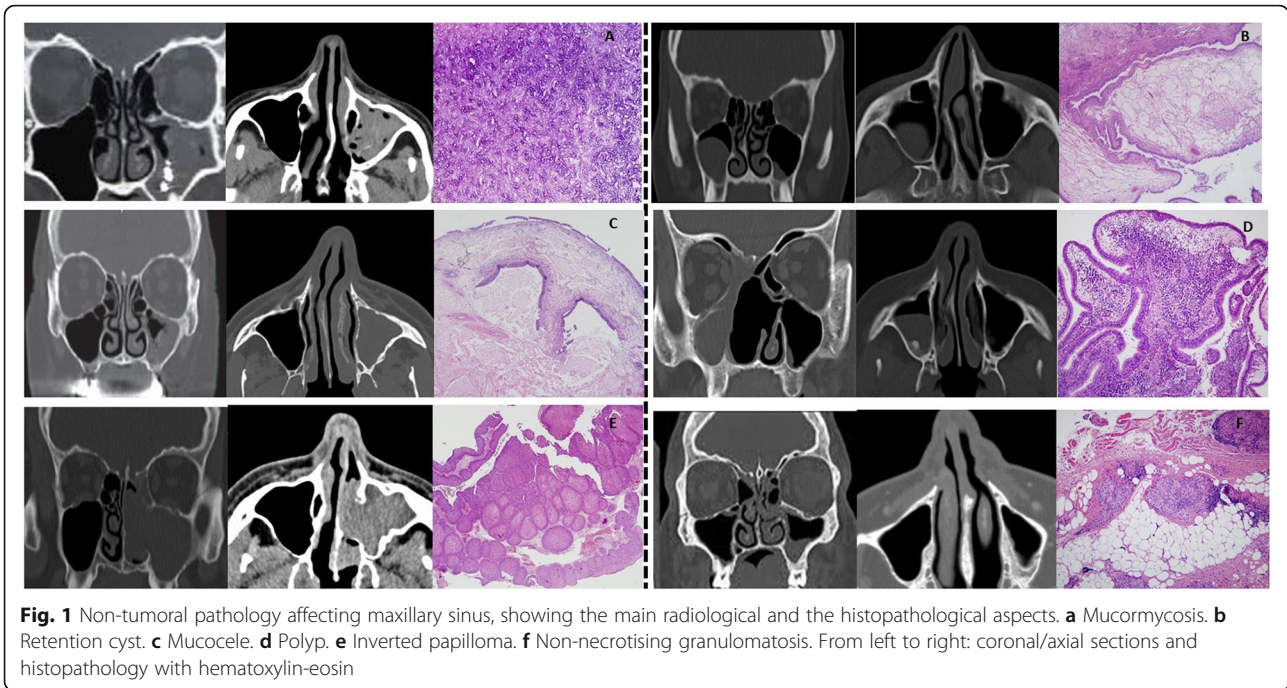 A
B
C
D
E
F
Fig. 1 Non-tumoral pathology affecting maxillary sinus, showing the main radiological and the histopathological aspects. a Mucormycosis. b
Retention cyst. c Mucocele. d Polyp. e Inverted papilloma. f Non-necrotising granulomatosis. From left to right: coronal/axial sections and
histopathology with hematoxylin-eosin